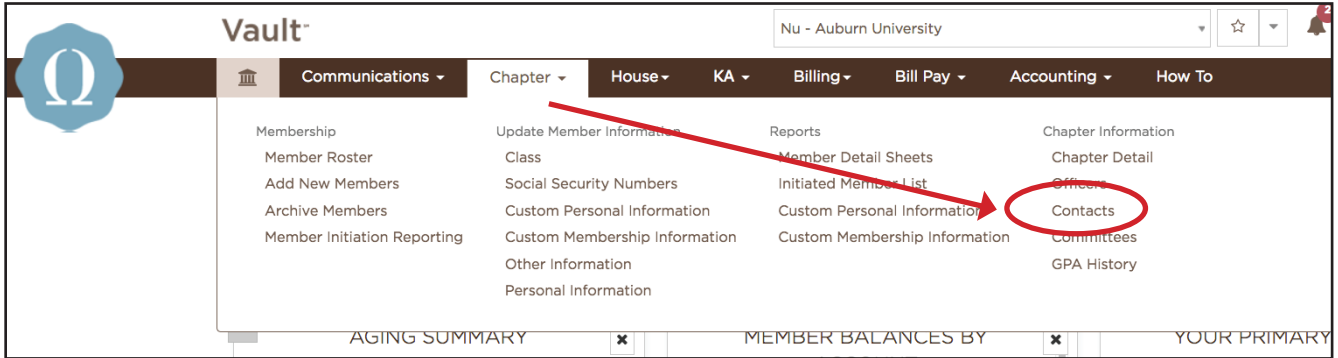 Vault℠
Nu - Auburn University
2
Ω
Communications Chapter House KA Billing Bill Pay Accounting How To
Membership
Member Roster
Add New Members
Archive Members
Member Initiation Reporting
Update Member Information
Class
Social Security Numbers
Custom Personal Information
Custom Membership Information
Other Information
Personal Information
Reports
Member Detail Sheets
Initiated Member List
Custom Personal Information
Custom Membership Information
Chapter Information
Chapter Detail
Officers
Contacts
Committees
GPA History
AGING SUMMARY
MEMBER BALANCES BY
YOUR PRIMARY